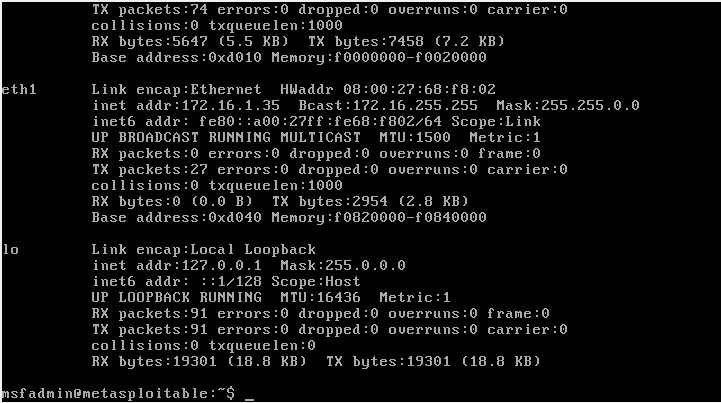 TX packets:74 errors:0 dropped:0 overruns:0 carrier:0
collisions:0 txqueuelen:1000
RX bytes:5647 (5.5 KB)  TX bytes:7458 (7.2 KB)
Base address:0xd010 Memory:f0000000-f0020000
eth1      Link encap:Ethernet  HWaddr 08:00:27:68:f8:02
inet addr:172.16.1.35  Bcast:172.16.255.255  Mask:255.255.0.0
inet6 addr: fe80::a00:27ff:fe68:f802/64 Scope:Link
UP BROADCAST RUNNING MULTICAST  MTU:1500  Metric:1
RX packets:0 errors:0 dropped:0 overruns:0 frame:0
TX packets:27 errors:0 dropped:0 overruns:0 carrier:0
collisions:0 txqueuelen:1000
RX bytes:0 (0.0 B)  TX bytes:2954 (2.8 KB)
Base address:0xd040 Memory:f0820000-f0840000
lo        Link encap:Local Loopback
inet addr:127.0.0.1  Mask:255.0.0.0
inet6 addr: ::1/128 Scope:Host
UP LOOPBACK RUNNING  MTU:16436  Metric:1
RX packets:91 errors:0 dropped:0 overruns:0 frame:0
TX packets:91 errors:0 dropped:0 overruns:0 carrier:0
collisions:0 txqueuelen:0
RX bytes:19301 (18.8 KB)  TX bytes:19301 (18.8 KB)
msfadmin@metasploitable:~$ _